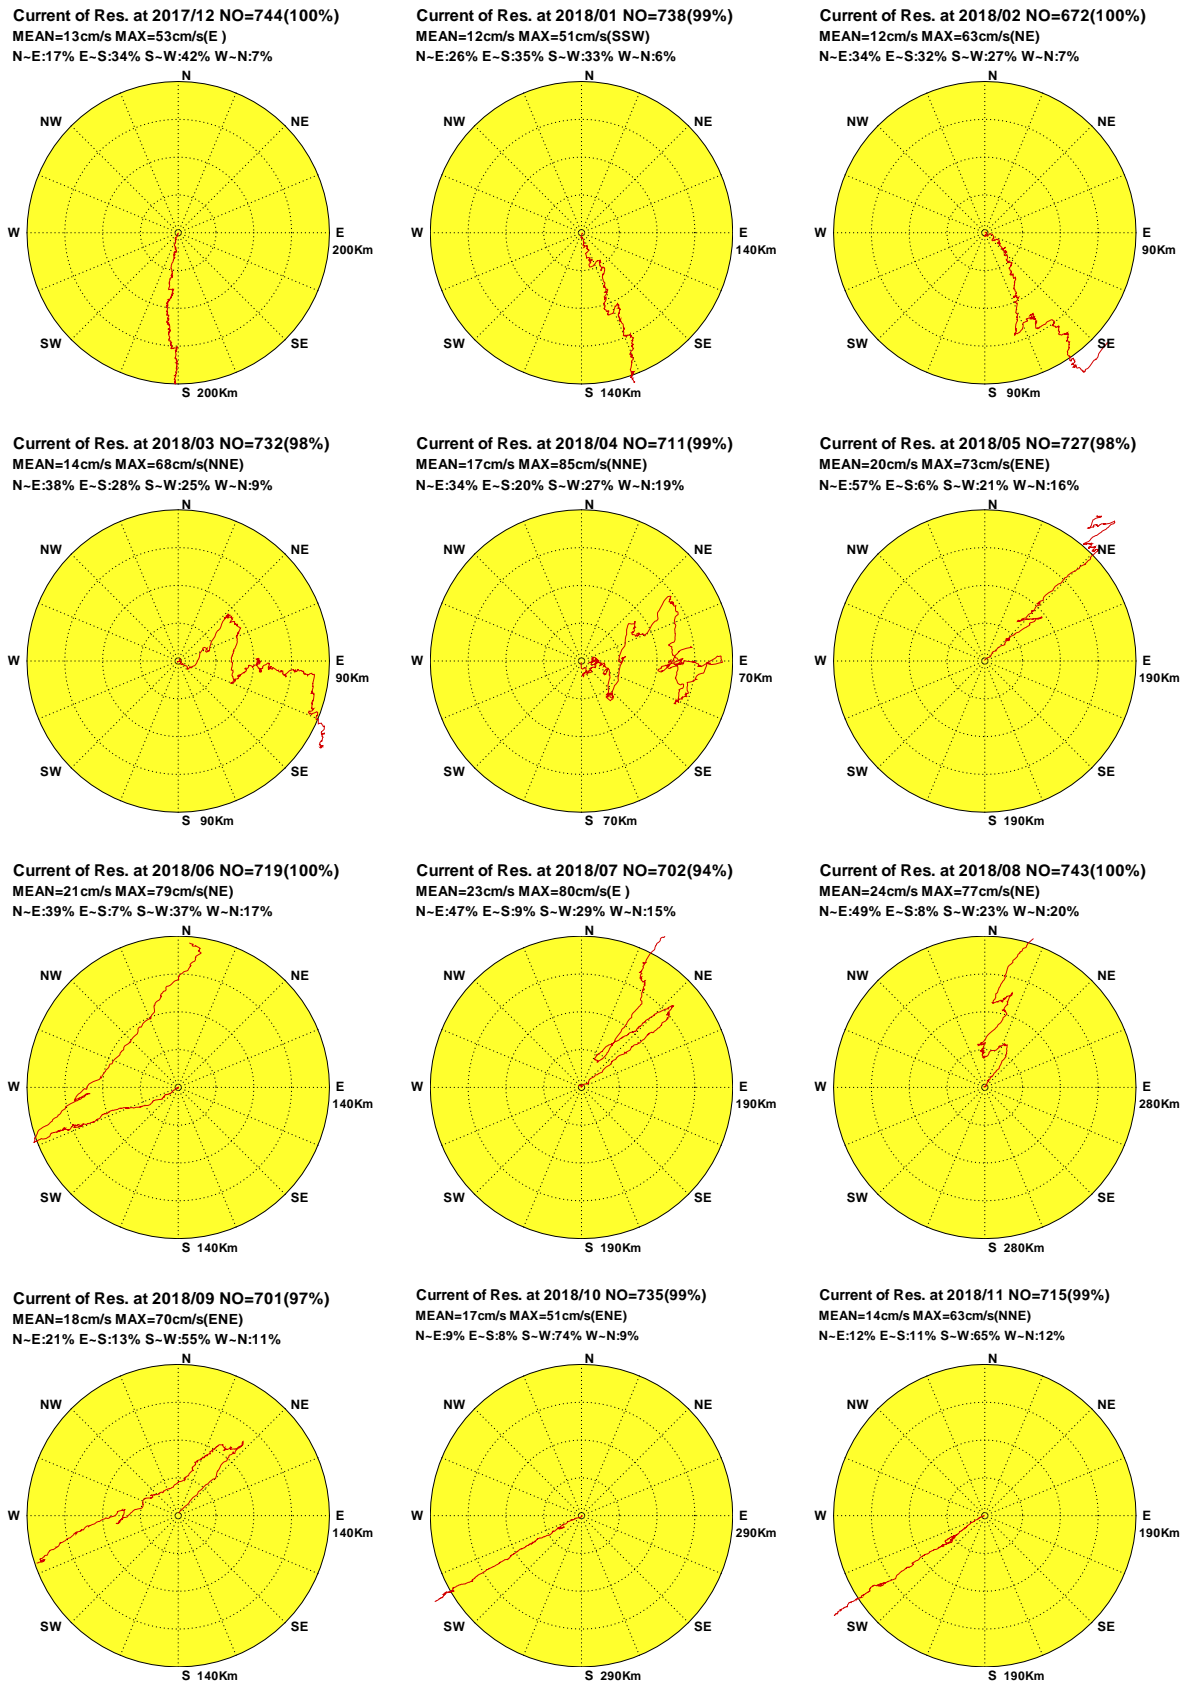 Current of Res. at 2017/12 NO=744(100%)
MEAN=13cm/s MAX=53cm/s(E )
N~E:17% E~S:34% S~W:42% W~N:7%
N
NW
NE
W
E
200Km
SW
SE
S 200Km
Current of Res. at 2018/01 NO=738(99%)
MEAN=12cm/s MAX=51cm/s(SSW)
N~E:26% E~S:35% S~W:33% W~N:6%
N
NW
NE
W
E
140Km
SW
SE
S 140Km
Current of Res. at 2018/02 NO=672(100%)
MEAN=12cm/s MAX=63cm/s(NE)
N~E:34% E~S:32% S~W:27% W~N:7%
N
NW
NE
W
E
90Km
SW
SE
S 90Km
Current of Res. at 2018/03 NO=732(98%)
MEAN=14cm/s MAX=68cm/s(NNE)
N~E:38% E~S:28% S~W:25% W~N:9%
N
NW
NE
W
E
90Km
SW
SE
S 90Km
Current of Res. at 2018/04 NO=711(99%)
MEAN=17cm/s MAX=85cm/s(NNE)
N~E:34% E~S:20% S~W:27% W~N:19%
N
NW
NE
W
E
70Km
SW
SE
S 70Km
Current of Res. at 2018/05 NO=727(98%)
MEAN=20cm/s MAX=73cm/s(ENE)
N~E:57% E~S:6% S~W:21% W~N:16%
N
NW
NE
W
E
190Km
SW
SE
S 190Km
Current of Res. at 2018/06 NO=719(100%)
MEAN=21cm/s MAX=79cm/s(NE)
N~E:39% E~S:7% S~W:37% W~N:17%
N
NW
NE
W
E
140Km
SW
SE
S 140Km
Current of Res. at 2018/07 NO=702(94%)
MEAN=23cm/s MAX=80cm/s(E )
N~E:47% E~S:9% S~W:29% W~N:15%
N
NW
NE
W
E
190Km
SW
SE
S 190Km
Current of Res. at 2018/08 NO=743(100%)
MEAN=24cm/s MAX=77cm/s(NE)
N~E:49% E~S:8% S~W:23% W~N:20%
N
NW
NE
W
E
280Km
SW
SE
S 280Km
Current of Res. at 2018/09 NO=701(97%)
MEAN=18cm/s MAX=70cm/s(ENE)
N~E:21% E~S:13% S~W:55% W~N:11%
N
NW
NE
W
E
140Km
SW
SE
S 140Km
Current of Res. at 2018/10 NO=735(99%)
MEAN=17cm/s MAX=51cm/s(ENE)
N~E:9% E~S:8% S~W:74% W~N:9%
N
NW
NE
W
E
290Km
SW
SE
S 290Km
Current of Res. at 2018/11 NO=715(99%)
MEAN=14cm/s MAX=63cm/s(NNE)
N~E:12% E~S:11% S~W:65% W~N:12%
N
NW
NE
W
E
190Km
SW
SE
S 190Km